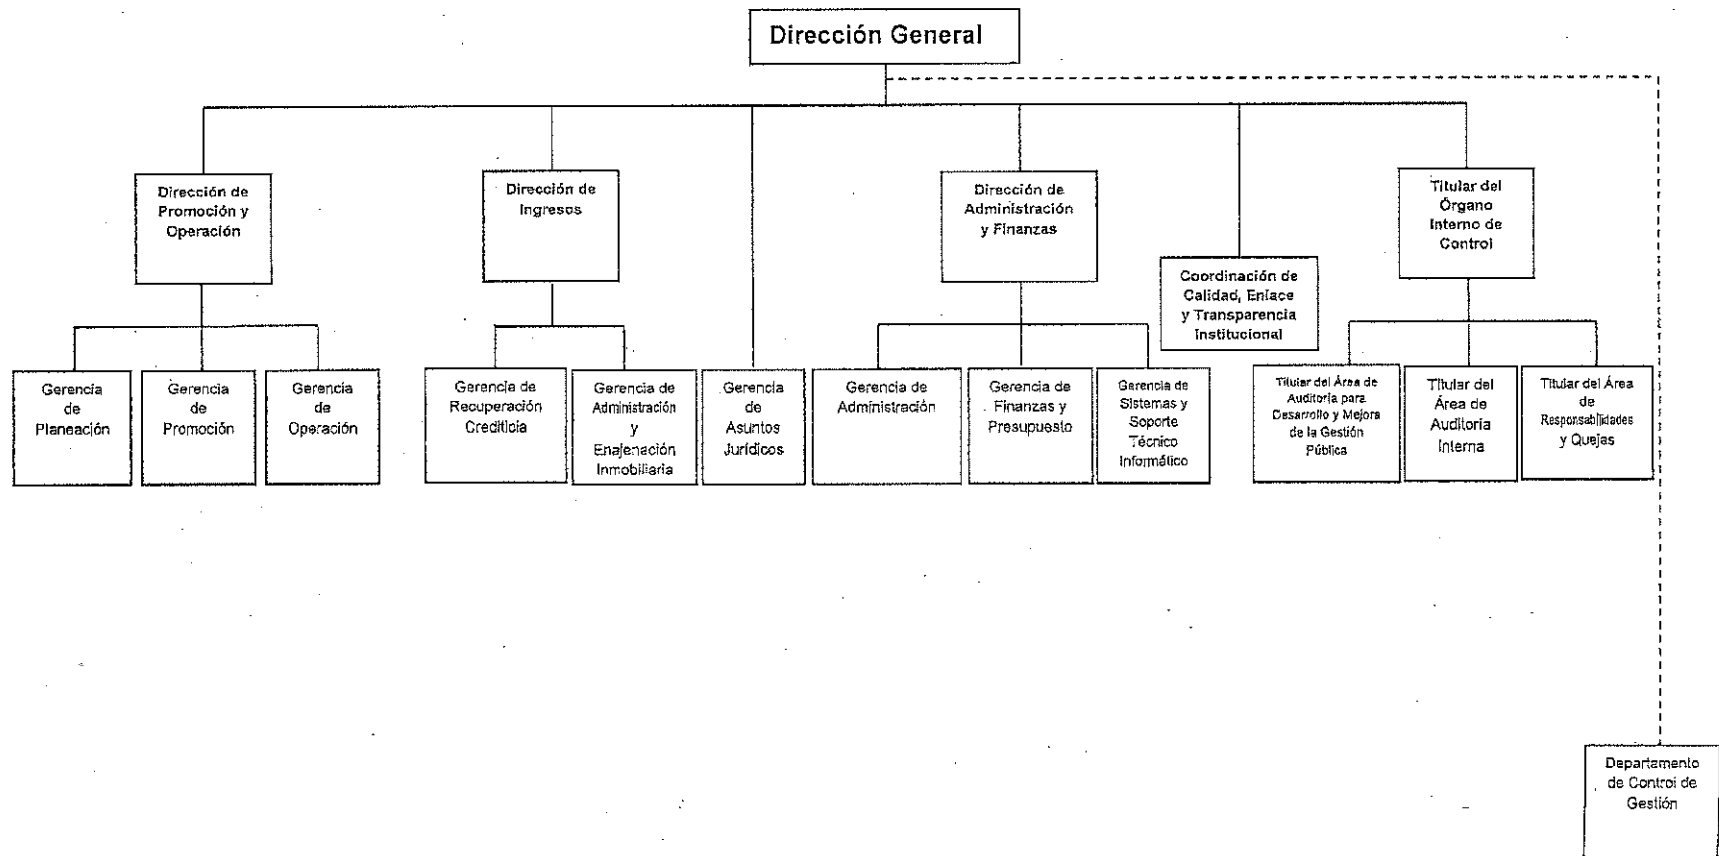 Dirección General
Dirección de
Promoción y
Operación
Dirección de
Ingresos
Dirección de
Administración
y Finanzas
Titular del
Órgano
Interno de
Control
Coordinación de
Calidad, Enlace
y Transparencia
Institucional
Gerencia
de
Planeación
Gerencia
de
Promoción
Gerencia
de
Operación
Gerencia de
Recuperación
Crediticia
Gerencia de
Administración
y
Enajenación
Inmobiliaria
Gerencia
de
Asuntos
Jurídicos
Gerencia de
Administración
Gerencia de
Finanzas y
Presupuesto
Gerencia de
Sistemas y
Soporte
Técnico
Informático
Titular del Área de
Auditoría para
Desarrollo y Mejora
de la Gestión
Pública
Titular del
Área de
Auditoria
Interna
Titular del Área
de
Responsabilidades
y Quejas
Departamento
de Control de
Gestión